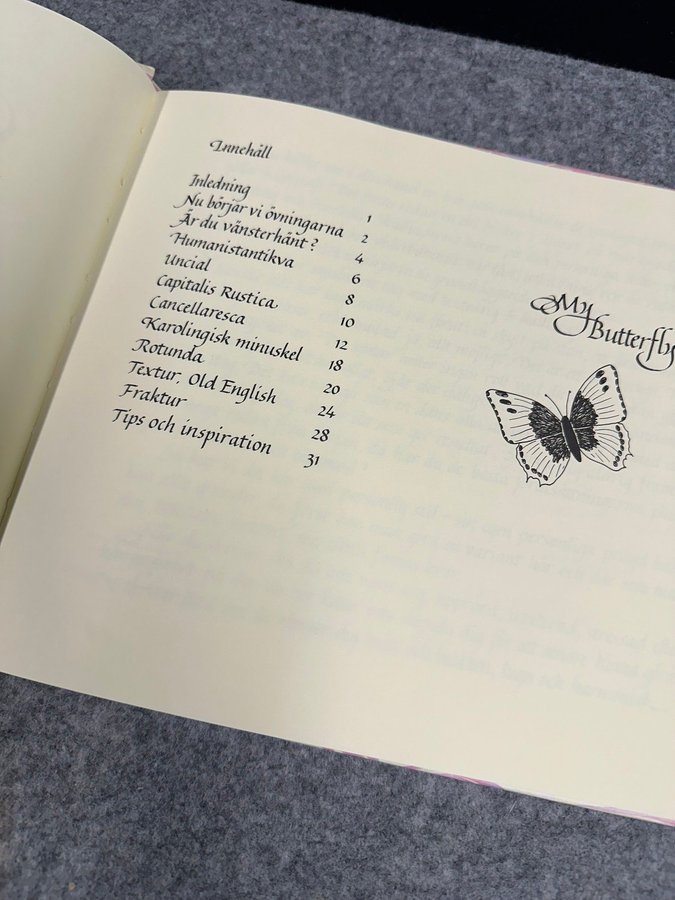 Innehåll
Inledning 1
Nu börjar vi övningarna 2
Är du vänsterhänt? 4
Humanistantikva 6
Uncial 8
Capitalis Rustica 10
Cancellaresca 12
Karolingisk minuskel 18
Rotunda 20
Textur, Old English 24
Fraktur 28
Tips och inspiration 31
My
Butterfly